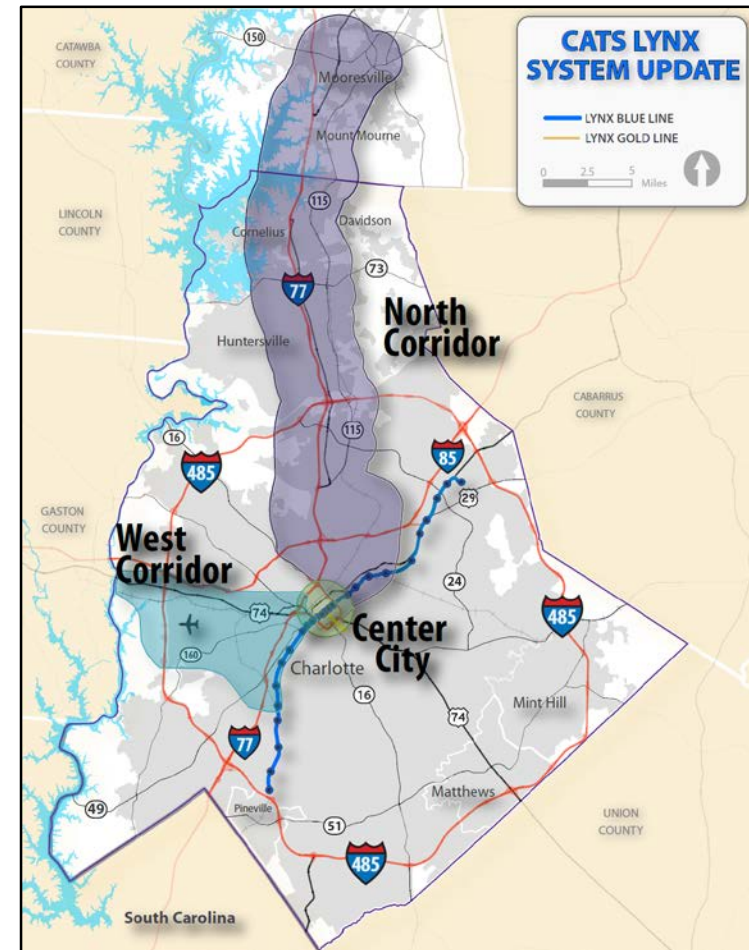 CATS LYNX
SYSTEM UPDATE
LYNX BLUE LINE
LYNX GOLD LINE
0 2.5 5
Miles
CATAWBA
COUNTY
150
Mooresville
Mount Mourne
LINCOLN
COUNTY
115
Cornelius
Davidson
73
77
North
Corridor
Huntersville
CABARRUS
COUNTY
16
115
485
85
29
GASTON
COUNTY
West
Corridor
74
24
485
Center
City
160
Charlotte
16
Mint Hill
77
74
Matthews
49
Pineville
51
UNION
COUNTY
485
South Carolina